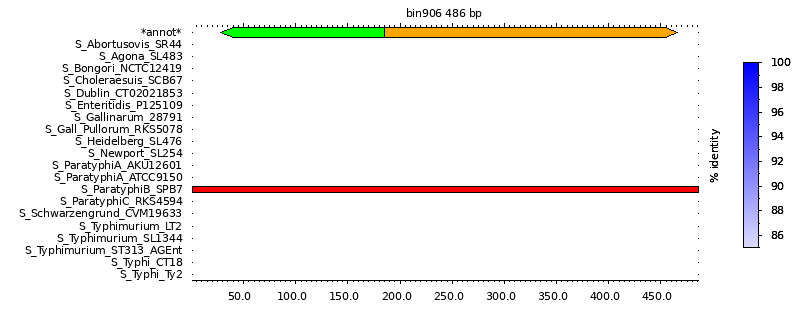 bin906 486 bp
*annot*
S_Abortusovis_SR44
S_Agona_SL483
S_Bongori_NCTC12419
S_Choleraesuis_SCB67
S_Dublin_CT02021853
S_Enteritidis_P125109
S_Gallinarum_28791
S_Gall_Pullorum_RKS5078
S_Heidelberg_SL476
S_Newport_SL254
S_ParatyphiA_AKU12601
S_ParatyphiA_ATCC9150
S_ParatyphiB_SPB7
S_ParatyphiC_RKS4594
S_Schwarzengrund_CVM19633
S_Typhimurium_LT2
S_Typhimurium_SL1344
S_Typhimurium_ST313_AGEnt
S_Typhi_CT18
S_Typhi_Ty2
50.0 100.0 150.0 200.0 250.0 300.0 350.0 400.0 450.0
% identity
100
98
96
94
92
90
88
86